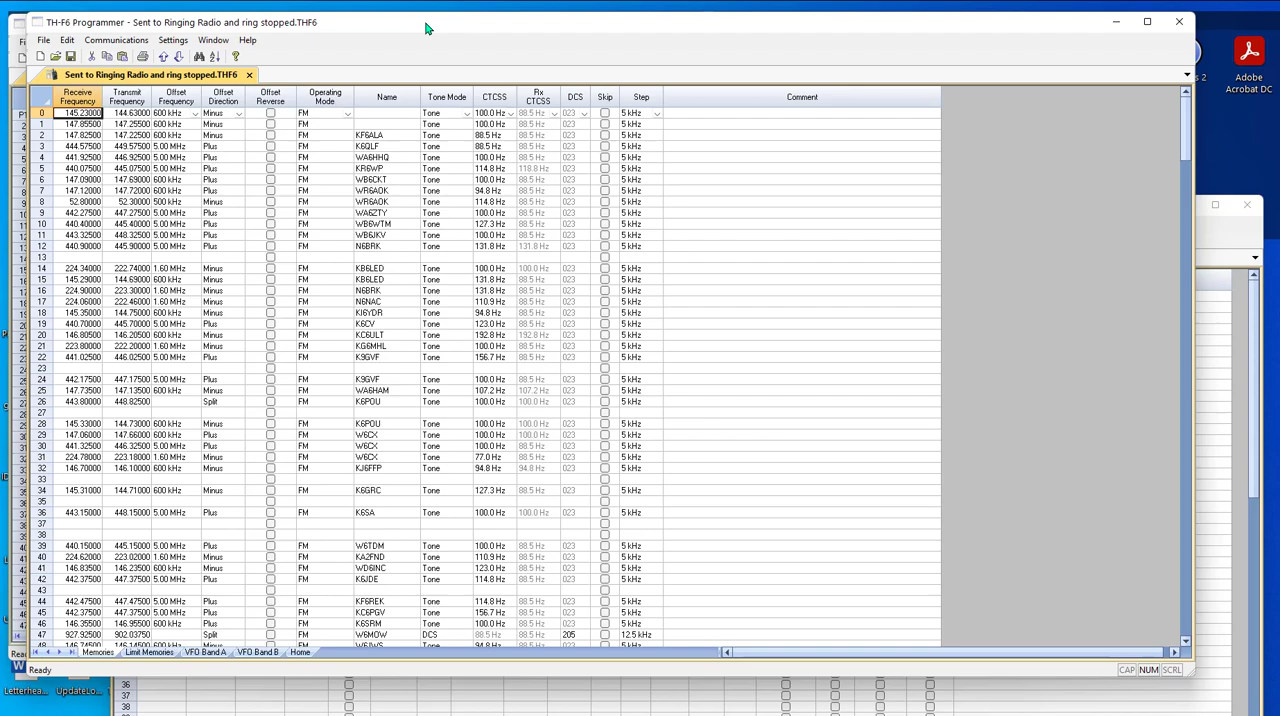 TH-F6 Programmer - Sent to Ringing Radio and ring stopped.THF6
File Edit Communications Settings Window Help
Sent to Ringing Radio and ring stopped.THF6
Receive Frequency Transmit Frequency Offset Frequency Offset Direction Offset Reverse Operating Mode Name Tone Mode CTCSS Rx CTCSS DCS Skip Step Comment
0 145.23000 144.63000 600 kHz Minus FM Tone 100.0 Hz 88.5 Hz 023 5 kHz
1 147.85500 147.25500 600 kHz Minus FM Tone 100.0 Hz 88.5 Hz 023 5 kHz
2 147.82500 147.22500 600 kHz Minus FM KF6ALA Tone 88.5 Hz 88.5 Hz 023 5 kHz
3 444.57500 449.57500 5.00 MHz Plus FM K6QLF Tone 88.5 Hz 88.5 Hz 023 5 kHz
4 441.92500 446.92500 5.00 MHz Plus FM WA6HHQ Tone 100.0 Hz 88.5 Hz 023 5 kHz
5 440.07500 445.07500 5.00 MHz Plus FM KR6WP Tone 114.8 Hz 118.8 Hz 023 5 kHz
6 147.09000 147.69000 600 kHz Plus FM WB6CKT Tone 100.0 Hz 88.5 Hz 023 5 kHz
7 147.12000 147.72000 600 kHz Plus FM WR6AOK Tone 94.8 Hz 88.5 Hz 023 5 kHz
8 52.80000 52.30000 500 kHz Minus FM WR6AOK Tone 114.8 Hz 88.5 Hz 023 5 kHz
9 442.27500 447.27500 5.00 MHz Plus FM WA6ZTY Tone 100.0 Hz 88.5 Hz 023 5 kHz
10 440.40000 445.40000 5.00 MHz Plus FM WB6WTM Tone 127.3 Hz 88.5 Hz 023 5 kHz
11 443.32500 448.32500 5.00 MHz Plus FM WB6JKV Tone 100.0 Hz 88.5 Hz 023 5 kHz
12 440.90000 445.90000 5.00 MHz Plus FM N6BRK Tone 131.8 Hz 131.8 Hz 023 5 kHz
13
14 224.34000 222.74000 1.60 MHz Minus FM KB6LED Tone 100.0 Hz 100.0 Hz 023 5 kHz
15 145.29000 144.69000 600 kHz Minus FM KB6LED Tone 131.8 Hz 88.5 Hz 023 5 kHz
16 224.90000 223.30000 1.60 MHz Minus FM N6BRK Tone 131.8 Hz 88.5 Hz 023 5 kHz
17 224.06000 222.46000 1.60 MHz Minus FM N6NAC Tone 110.9 Hz 88.5 Hz 023 5 kHz
18 145.35000 144.75000 600 kHz Minus FM KI6YDR Tone 94.8 Hz 88.5 Hz 023 5 kHz
19 440.70000 445.70000 5.00 MHz Plus FM K6CV Tone 123.0 Hz 88.5 Hz 023 5 kHz
20 146.80500 146.20500 600 kHz Minus FM KC6ULT Tone 192.8 Hz 192.8 Hz 023 5 kHz
21 223.80000 222.20000 1.60 MHz Minus FM KG6MHL Tone 100.0 Hz 88.5 Hz 023 5 kHz
22 441.02500 446.02500 5.00 MHz Plus FM K9GVF Tone 156.7 Hz 88.5 Hz 023 5 kHz
23
24 442.17500 447.17500 5.00 MHz Plus FM K9GVF Tone 100.0 Hz 88.5 Hz 023 5 kHz
25 147.73500 147.13500 600 kHz Minus FM WA6HAM Tone 107.2 Hz 107.2 Hz 023 5 kHz
26 443.80000 448.82500 Split FM K6POU Tone 100.0 Hz 88.5 Hz 023 5 kHz
27
28 145.33000 144.73000 600 kHz Minus FM K6POU Tone 100.0 Hz 100.0 Hz 023 5 kHz
29 147.06000 147.66000 600 kHz Plus FM W6CX Tone 100.0 Hz 100.0 Hz 023 5 kHz
30 441.32500 446.32500 5.00 MHz Plus FM W6CX Tone 100.0 Hz 88.5 Hz 023 5 kHz
31 224.78000 223.18000 1.60 MHz Minus FM W6CX Tone 77.0 Hz 88.5 Hz 023 5 kHz
32 146.70000 146.10000 600 kHz Minus FM KJ6FFP Tone 94.8 Hz 94.8 Hz 023 5 kHz
33
34 145.31000 144.71000 600 kHz Minus FM K6GRC Tone 127.3 Hz 88.5 Hz 023 5 kHz
35
36 443.15000 448.15000 5.00 MHz Plus FM K6SA Tone 100.0 Hz 100.0 Hz 023 5 kHz
37
38
39 440.15000 445.15000 5.00 MHz Plus FM W6TDM Tone 100.0 Hz 88.5 Hz 023 5 kHz
40 224.62000 223.02000 1.60 MHz Minus FM KA2FND Tone 110.9 Hz 88.5 Hz 023 5 kHz
41 146.83500 146.23500 600 kHz Minus FM WD6INC Tone 123.0 Hz 88.5 Hz 023 5 kHz
42 442.37500 447.37500 5.00 MHz Plus FM K6JDE Tone 114.8 Hz 88.5 Hz 023 5 kHz
43
44 442.47500 447.37500 5.00 MHz Plus FM KF6REK Tone 114.8 Hz 88.5 Hz 023 5 kHz
45 442.37500 447.37500 5.00 MHz Plus FM KC6PGV Tone 156.7 Hz 88.5 Hz 023 5 kHz
46 146.35500 146.95500 600 kHz Plus FM K6SRM Tone 100.0 Hz 88.5 Hz 023 5 kHz
47 927.92500 902.03750 Split FM W6MOW DCS 88.5 Hz 88.5 Hz 205 12.5 kHz
48 146.74500 146.14500 600 kHz Minus FM Tone 94.8 Hz 88.5 Hz 023 5 kHz
Memories Limit Memories VFO Band A VFO Band B Home
Ready
CAP NUM SCRL
Adobe
Acrobat DC
s 2
Letterhea...
UpdateLo...
36
37
38